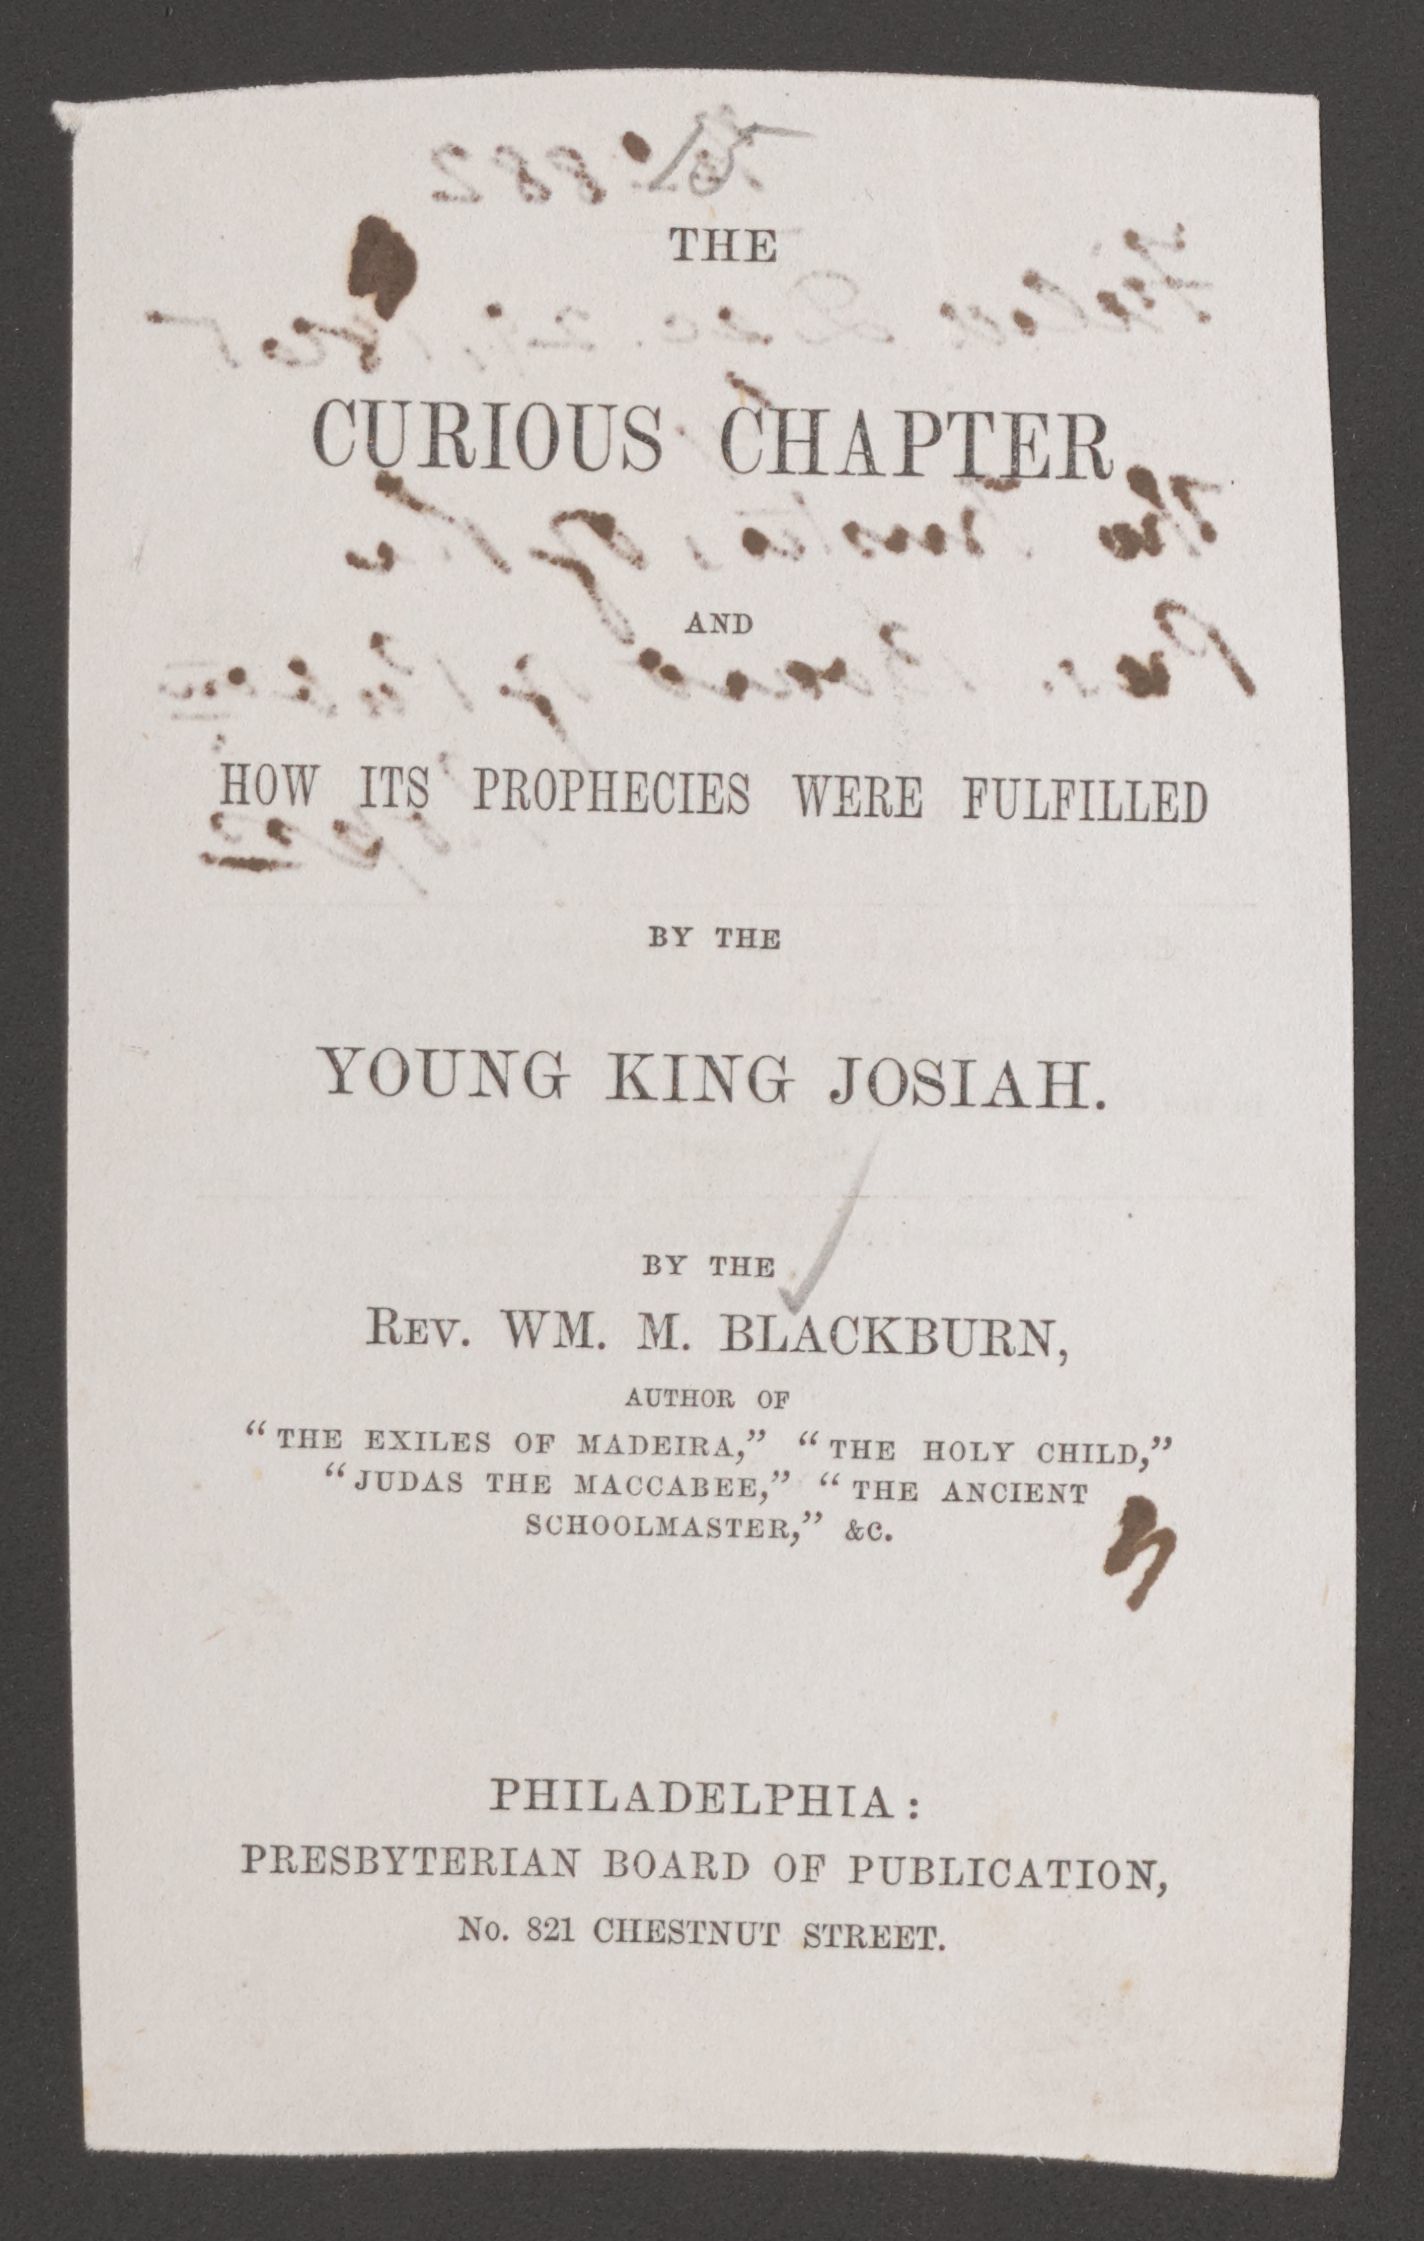 THE
CURIOUS CHAPTER
AND
HOW ITS PROPHECIES WERE FULFILLED
BY THE
YOUNG KING JOSIAH.
BY THE
REV. WM. M. BLACKBURN,
AUTHOR OF
“THE EXILES OF MADEIRA,” “THE HOLY CHILD,”
“JUDAS THE MACCABEE,” “THE ANCIENT
SCHOOLMASTER,” &C.
PHILADELPHIA:
PRESBYTERIAN BOARD OF PUBLICATION,
No. 821 CHESTNUT STREET.